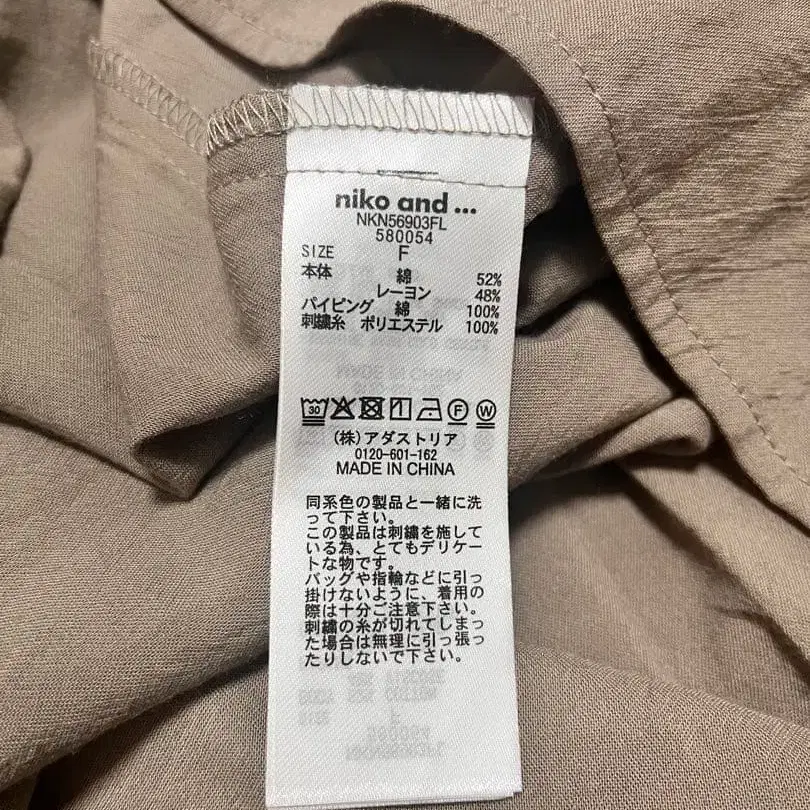 niko and ...
NKN56903FL
580054
SIZE F
本体 綿 52%
レーヨン 48%
パイピング 綿 100%
刺繍糸 ポリエステル 100%
30 F W
(株)アダストリア
0120-601-162
MADE IN CHINA
同系色の製品と一緒に洗
って下さい。
この製品は刺繍を施して
いる為、とてもデリケー
トな物です。
バッグや指輪などに引っ
掛けないように、着用の
際は十分ご注意下さい。
刺繍の糸が切れてしまっ
た場合は無理に引っ張っ
たりしないで下さい。